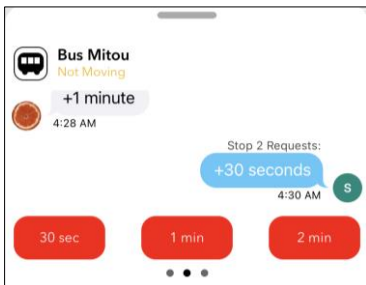 Bus Mitou
Not Moving
+1 minute
4:28 AM
Stop 2 Requests:
+30 seconds
S
4:30 AM
30 sec
1 min
2 min